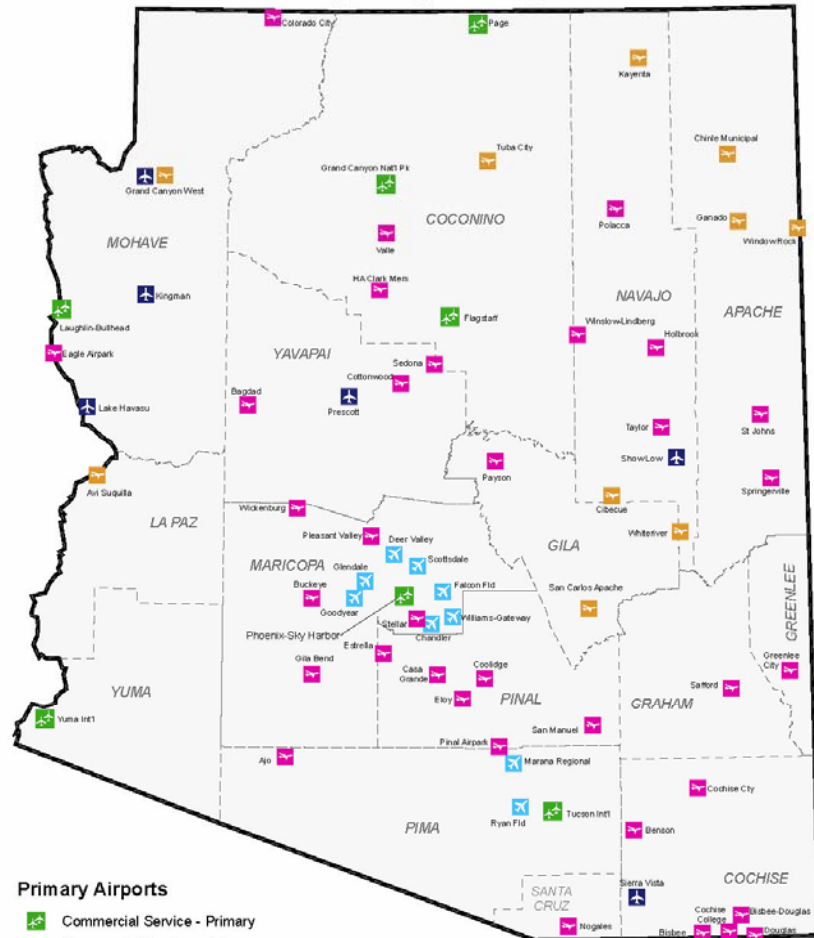 Colorado City
Page
Kayenta
Chinle Municipal
Tuba City
Grand Canyon Nat'l Pk
Grand Canyon West
COCONINO
Polacca
Ganado
Window Rock
MOHAVE
Valle
HA Clark Mem
Kingman
NAVAJO
APACHE
Laughlin-Bullhead
Flagstaff
Winslow-Lindberg
Holbrook
Eagle Airpark
YAVAPAI
Sedona
Cottonwood
Bagdad
Prescott
Lake Havasu
Taylor
St Johns
ShowLow
Payson
Springerville
Avi Suquilla
Cibecue
LA PAZ
Wickenburg
Whiteriver
Pleasant Valley
Deer Valley
GILA
MARICOPA
Glendale
Scottsdale
Buckeye
Falcon Fld
San Carlos Apache
GREENLEE
Goodyear
Williams-Gateway
Stellar
Chandler
Phoenix-Sky Harbor
Estrella
Gila Bend
Casa
Grande
Coolidge
Greenlee
City
YUMA
Eloy
PINAL
Safford
GRAHAM
Yuma Int'l
San Manuel
Pinal Airpark
Ajo
Marana Regional
Cochise Cty
Ryan Fld
Tucson Int'l
PIMA
Benson
COCHISE
Sierra Vista
SANTA
CRUZ
Primary Airports
Commercial Service - Primary
Nogales
Cochise
College
Bisbee-Douglas
Bisbee
Douglas